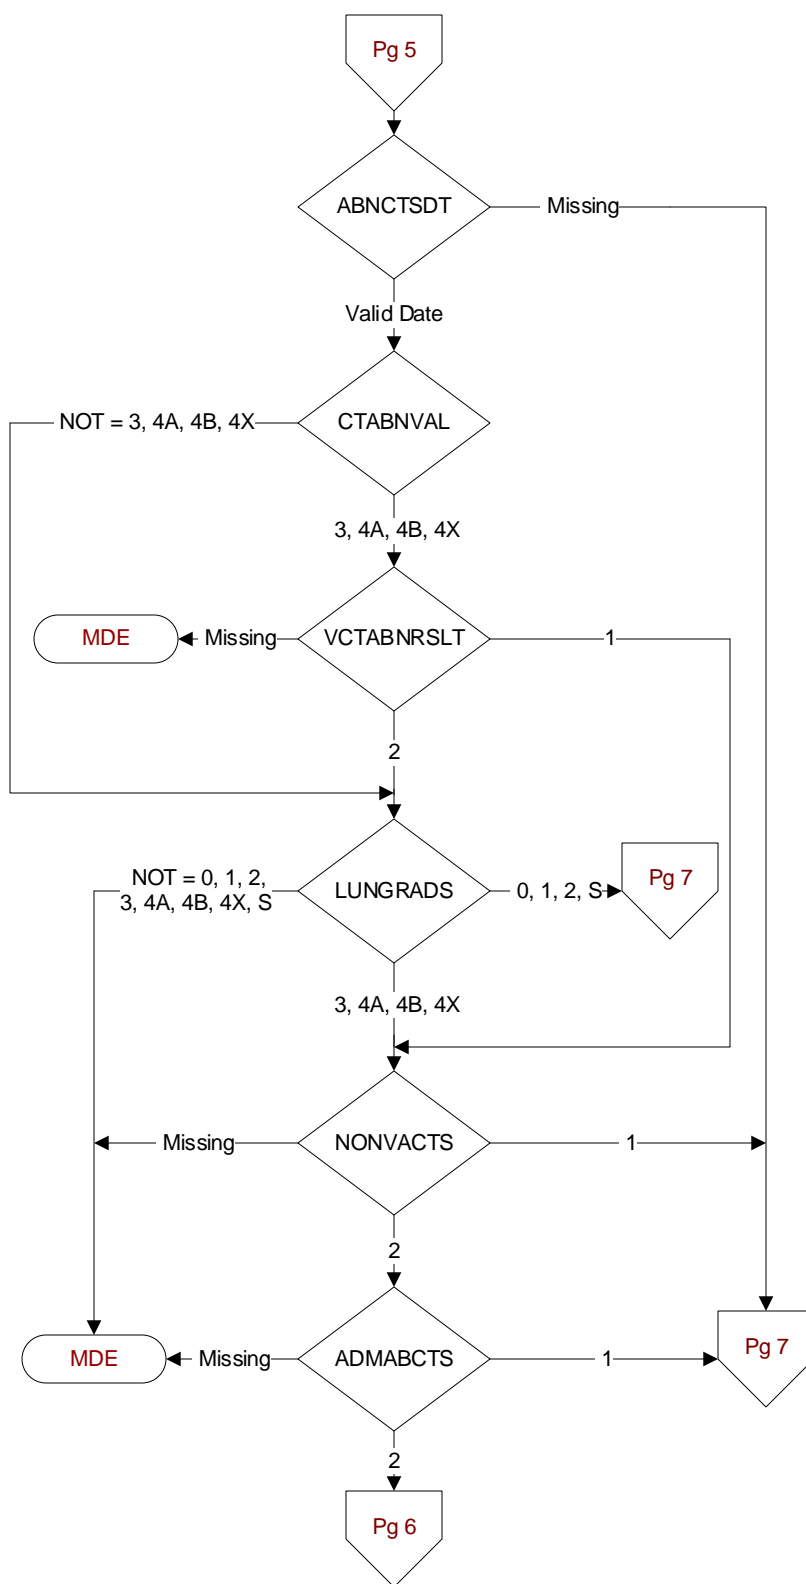 Pg 5
ABNCTSDT
Missing
Valid Date
CTABNVAL
NOT = 3, 4A, 4B, 4X
3, 4A, 4B, 4X
MDE
Missing
VCTABNRSLT
1
2
NOT = 0, 1, 2,
3, 4A, 4B, 4X, S
LUNGRADS
0, 1, 2, S
Pg 7
3, 4A, 4B, 4X
Missing
NONVACTS
1
2
MDE
Missing
ADMABCTS
1
Pg 7
2
Pg 6